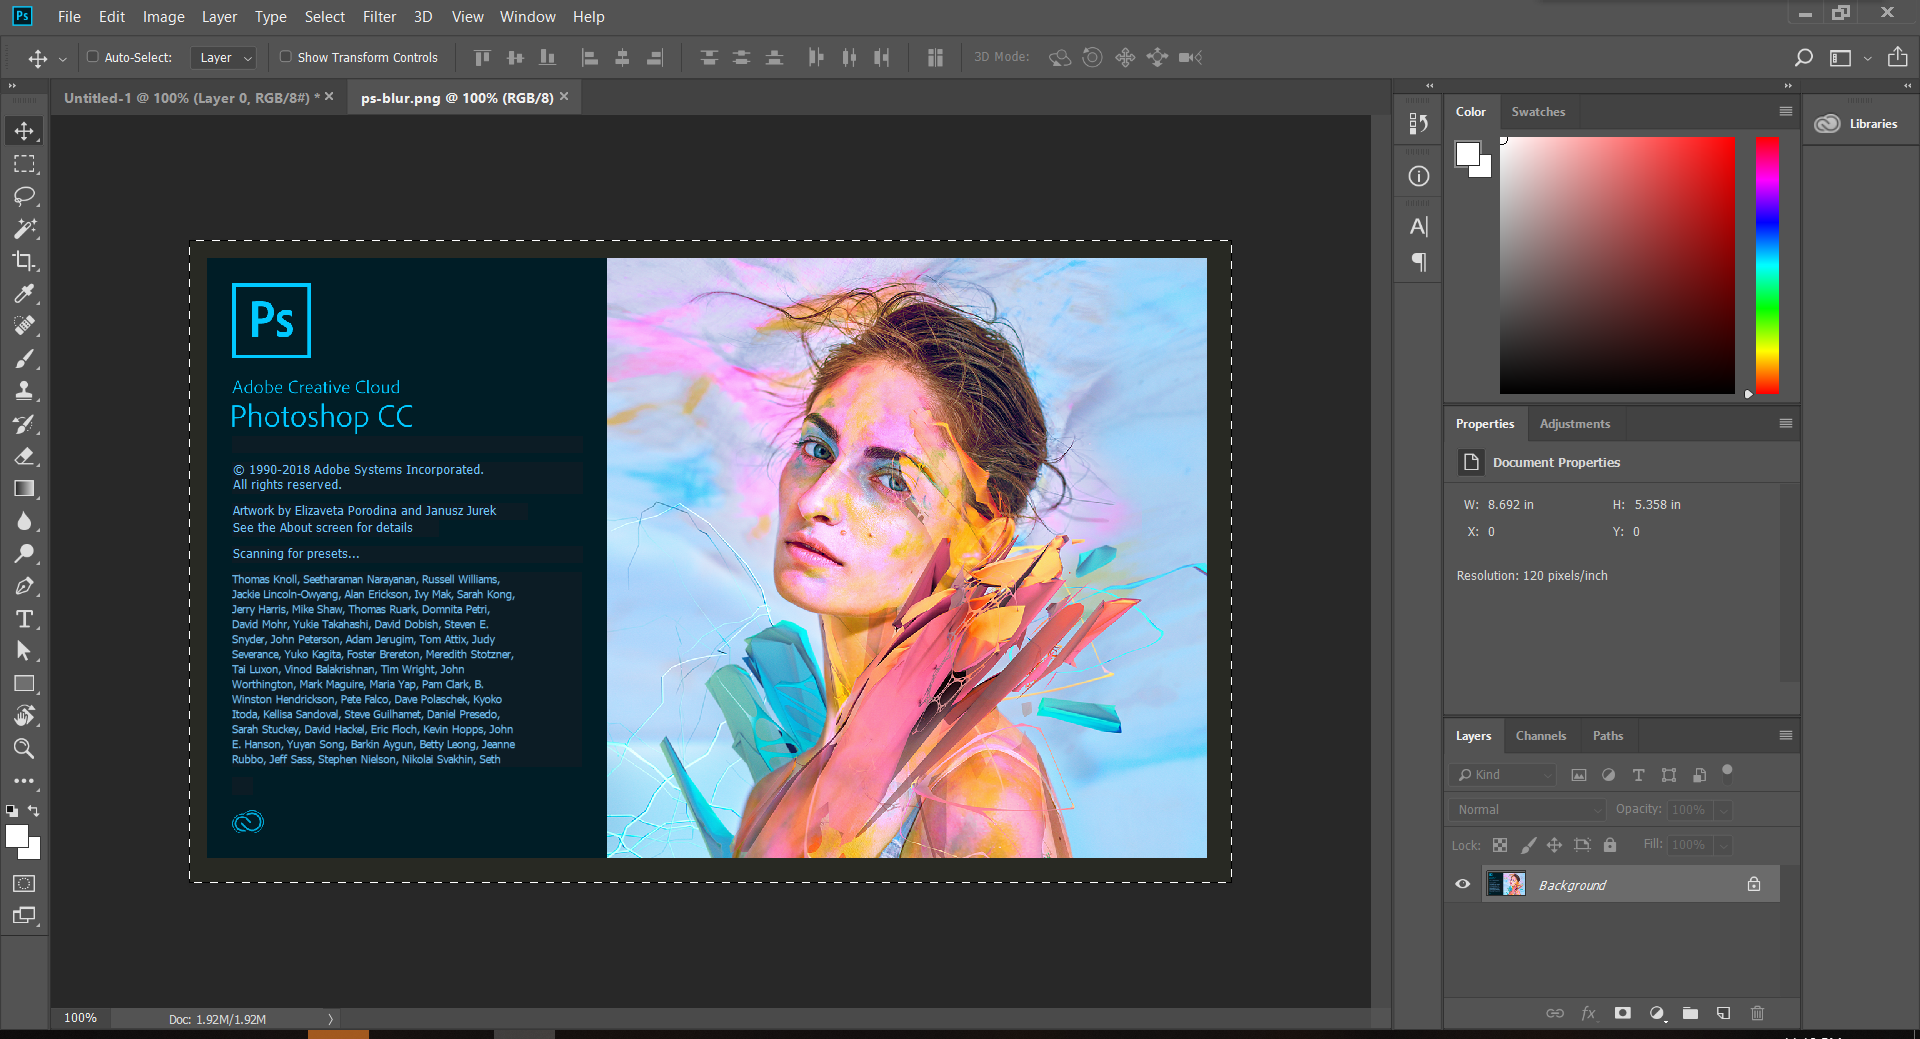 Ps
File Edit Image Layer Type Select Filter 3D View Window Help
Auto-Select: Layer Show Transform Controls 3D Mode:
Untitled-1 @ 100% (Layer 0, RGB/8#) * ×
ps-blur.png @ 100% (RGB/8) ×
Ps
Adobe Creative Cloud
Photoshop CC
© 1990-2018 Adobe Systems Incorporated.
All rights reserved.
Artwork by Elizaveta Porodina and Janusz Jurek
See the About screen for details
Scanning for presets...
Thomas Knoll, Seetharaman Narayanan, Russell Williams,
Jackie Lincoln-Owyang, Alan Erickson, Ivy Mak, Sarah Kong,
Jerry Harris, Mike Shaw, Thomas Ruark, Domnita Petri,
David Mohr, Yukie Takahashi, David Dobish, Steven E.
Snyder, John Peterson, Adam Jerugim, Tom Attix, Judy
Severance, Yuko Kagita, Foster Brereton, Meredith Stotzner,
Tai Luxon, Vinod Balakrishnan, Tim Wright, John
Worthington, Mark Maguire, Maria Yap, Pam Clark, B.
Winston Hendrickson, Pete Falco, Dave Polaschek, Kyoko
Itoda, Kellisa Sandoval, Steve Guilhamet, Daniel Presedo,
Sarah Stuckey, David Hackel, Eric Floch, Kevin Hopps, John
E. Hanson, Yuyan Song, Barkin Aygun, Betty Leong, Jeanne
Rubbo, Jeff Sass, Stephen Nielson, Nikolai Svakhin, Seth
100% Doc: 1.92M/1.92M
Color Swatches
Libraries
Properties Adjustments
Document Properties
W: 8.692 in H: 5.358 in
X: 0 Y: 0
Resolution: 120 pixels/inch
Layers Channels Paths
Kind
Normal Opacity: 100%
Lock: Fill: 100%
Background
fx